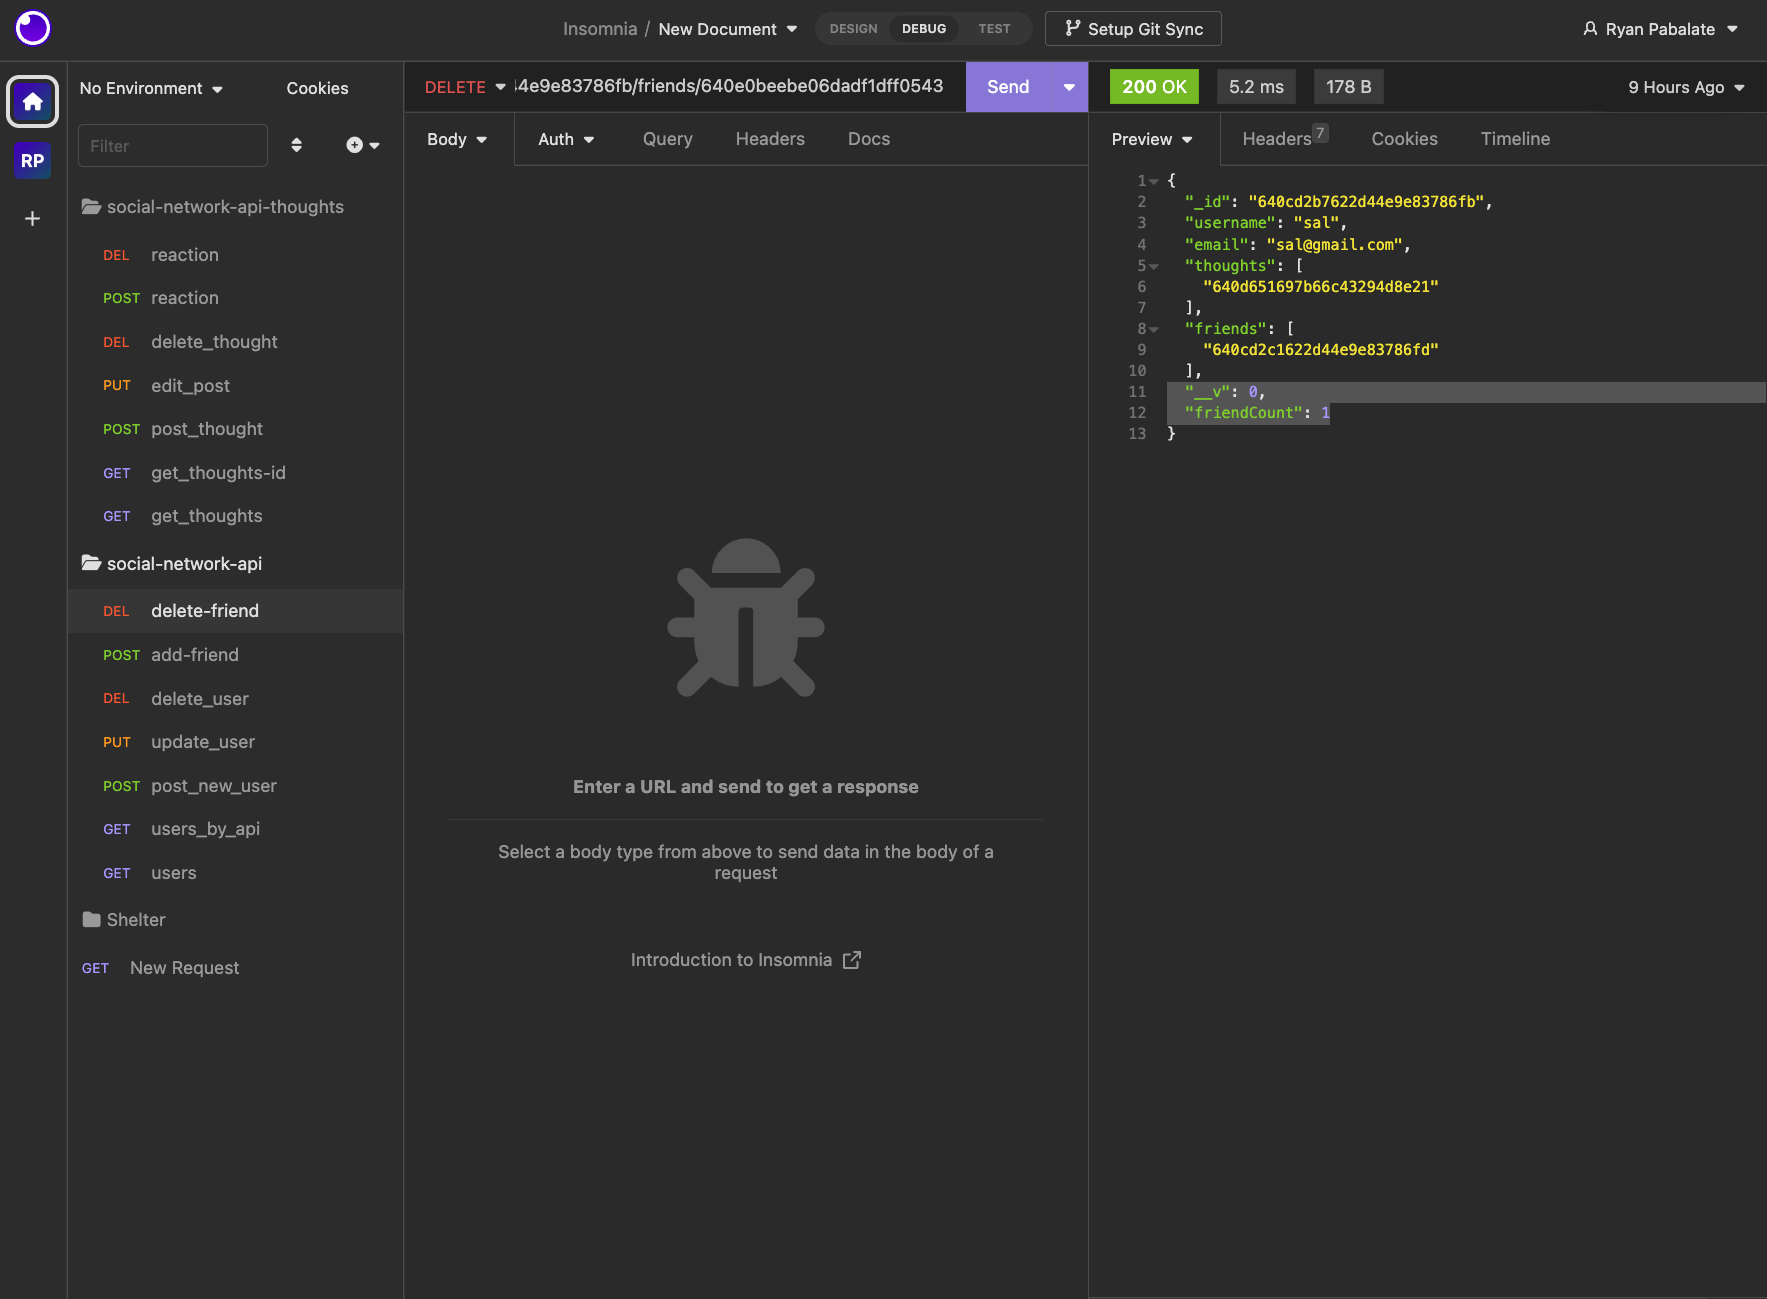 Insomnia / New Document
DESIGN DEBUG TEST
Setup Git Sync
Ryan Pabalate
RP
No Environment
Cookies
Filter
social-network-api-thoughts
DEL reaction
POST reaction
DEL delete_thought
PUT edit_post
POST post_thought
GET get_thoughts-id
GET get_thoughts
social-network-api
DEL delete-friend
POST add-friend
DEL delete_user
PUT update_user
POST post_new_user
GET users_by_api
GET users
Shelter
GET New Request
DELETE 4e9e83786fb/friends/640e0beebe06dadf1dff0543 Send
Body Auth Query Headers Docs
Enter a URL and send to get a response
Select a body type from above to send data in the body of a
request
Introduction to Insomnia
200 OK 5.2 ms 178 B 9 Hours Ago
Preview Headers 7 Cookies Timeline
1 {
2 "_id": "640cd2b7622d44e9e83786fb",
3 "username": "sal",
4 "email": "sal@gmail.com",
5 "thoughts": [
6 "640d651697b66c43294d8e21"
7 ],
8 "friends": [
9 "640cd2c1622d44e9e83786fd"
10 ],
11 "__v": 0,
12 "friendCount": 1
13 }